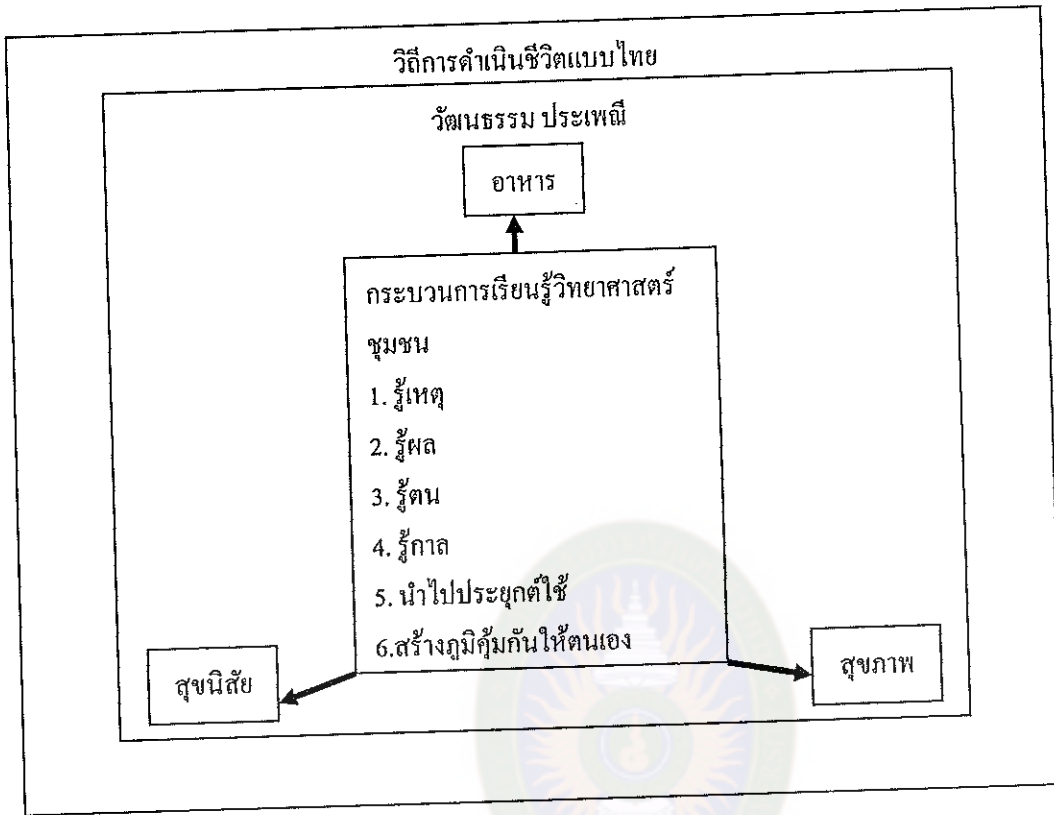 วิถีการดำเนินชีวิตแบบไทย
วัฒนธรรม ประเพณี
อาหาร
กระบวนการเรียนรู้วิทยาศาสตร์
ชุมชน
1. รู้เหตุ
2. รู้ผล
3. รู้ตน
4. รู้กาล
5. นำไปประยุกต์ใช้
6.สร้างภูมิคุ้มกันให้ตนเอง
สุขนิสัย
สุขภาพ